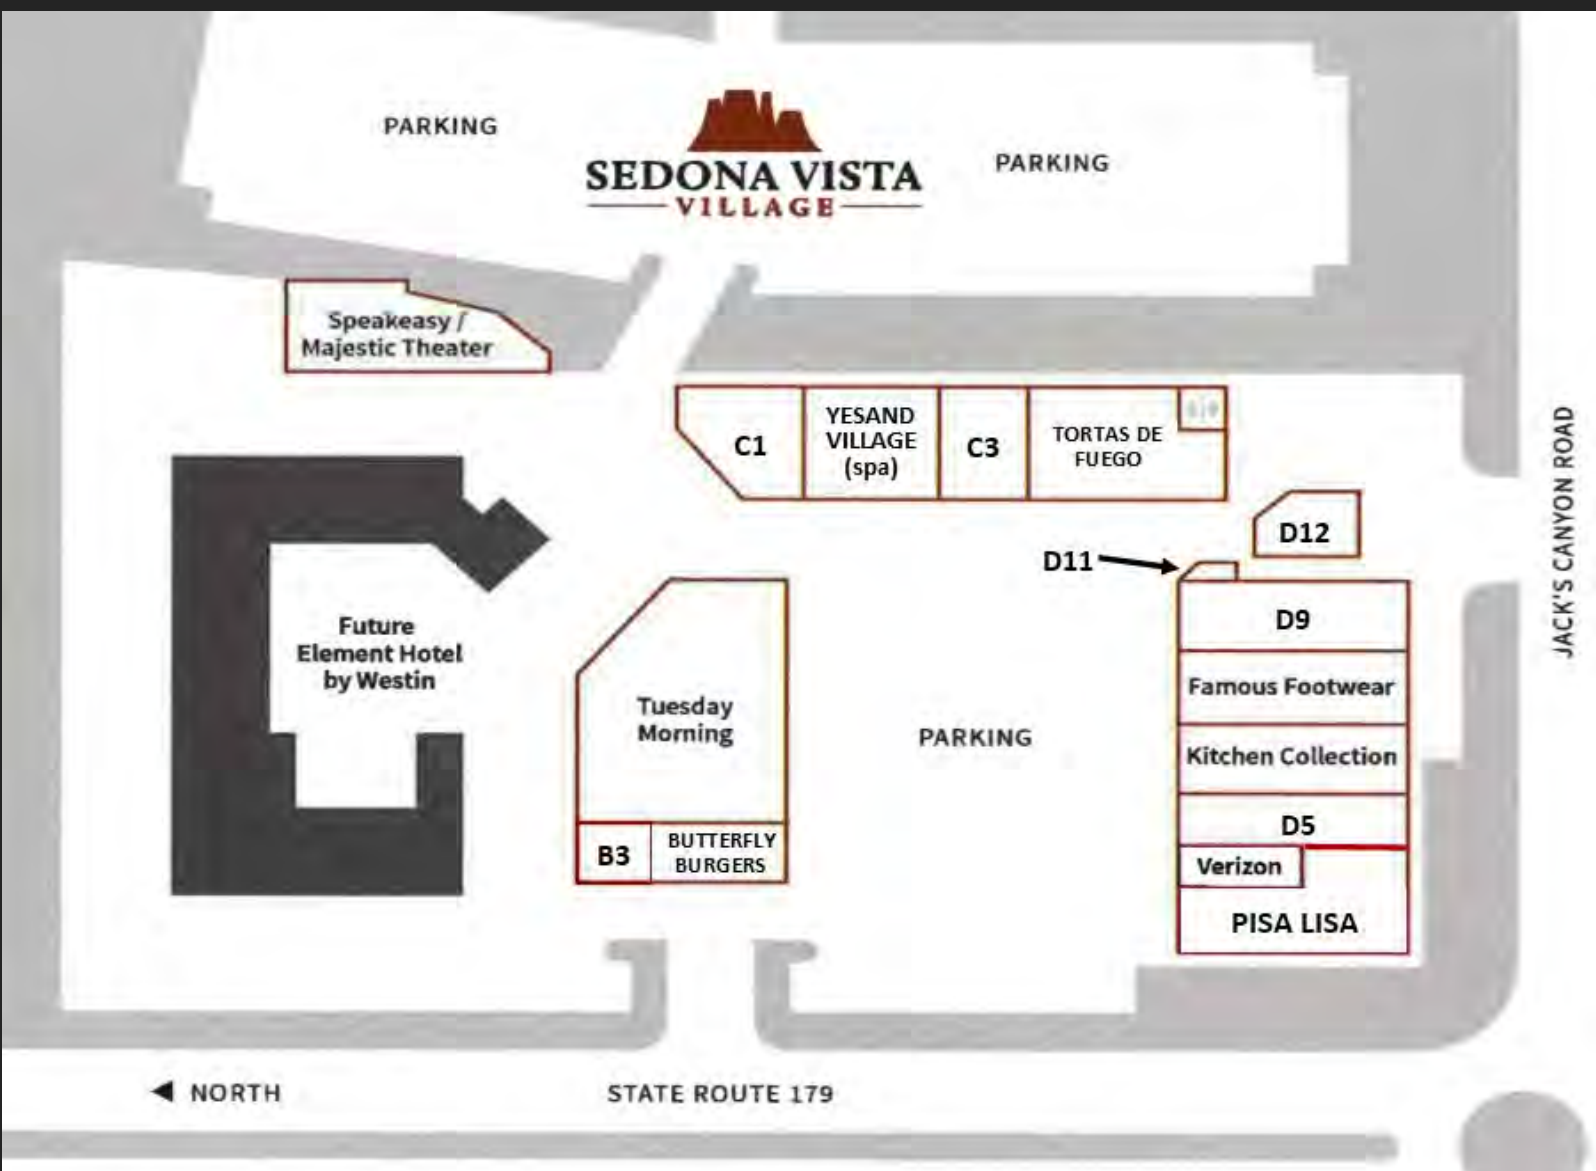 PARKING
SEDONA VISTA
VILLAGE
PARKING
Speakeasy /
Majestic Theater
C1
YESAND
VILLAGE
(spa)
C3
TORTAS DE
FUEGO
JACK'S CANYON ROAD
D12
D11
D9
Future
Element Hotel
by Westin
Famous Footwear
Tuesday
Morning
PARKING
Kitchen Collection
D5
B3
BUTTERFLY
BURGERS
Verizon
PISA LISA
NORTH
STATE ROUTE 179